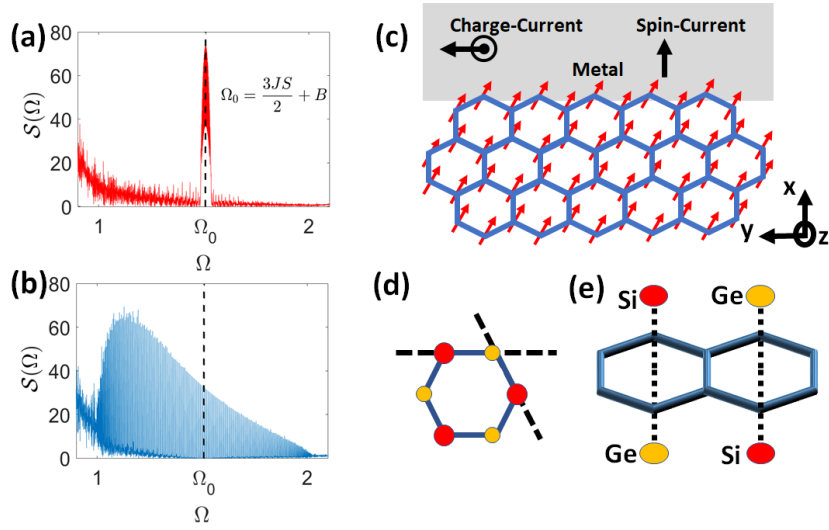 (a)
80
60
40
20
0
S(Ω)
Ω₀ = 3JS/2 + B
1
Ω₀
2
Ω
(b)
80
60
40
20
0
S(Ω)
1
Ω₀
2
Ω
(c)
Charge-Current
Spin-Current
Metal
x
y
z
(d)
(e)
Si
Ge
Ge
Si